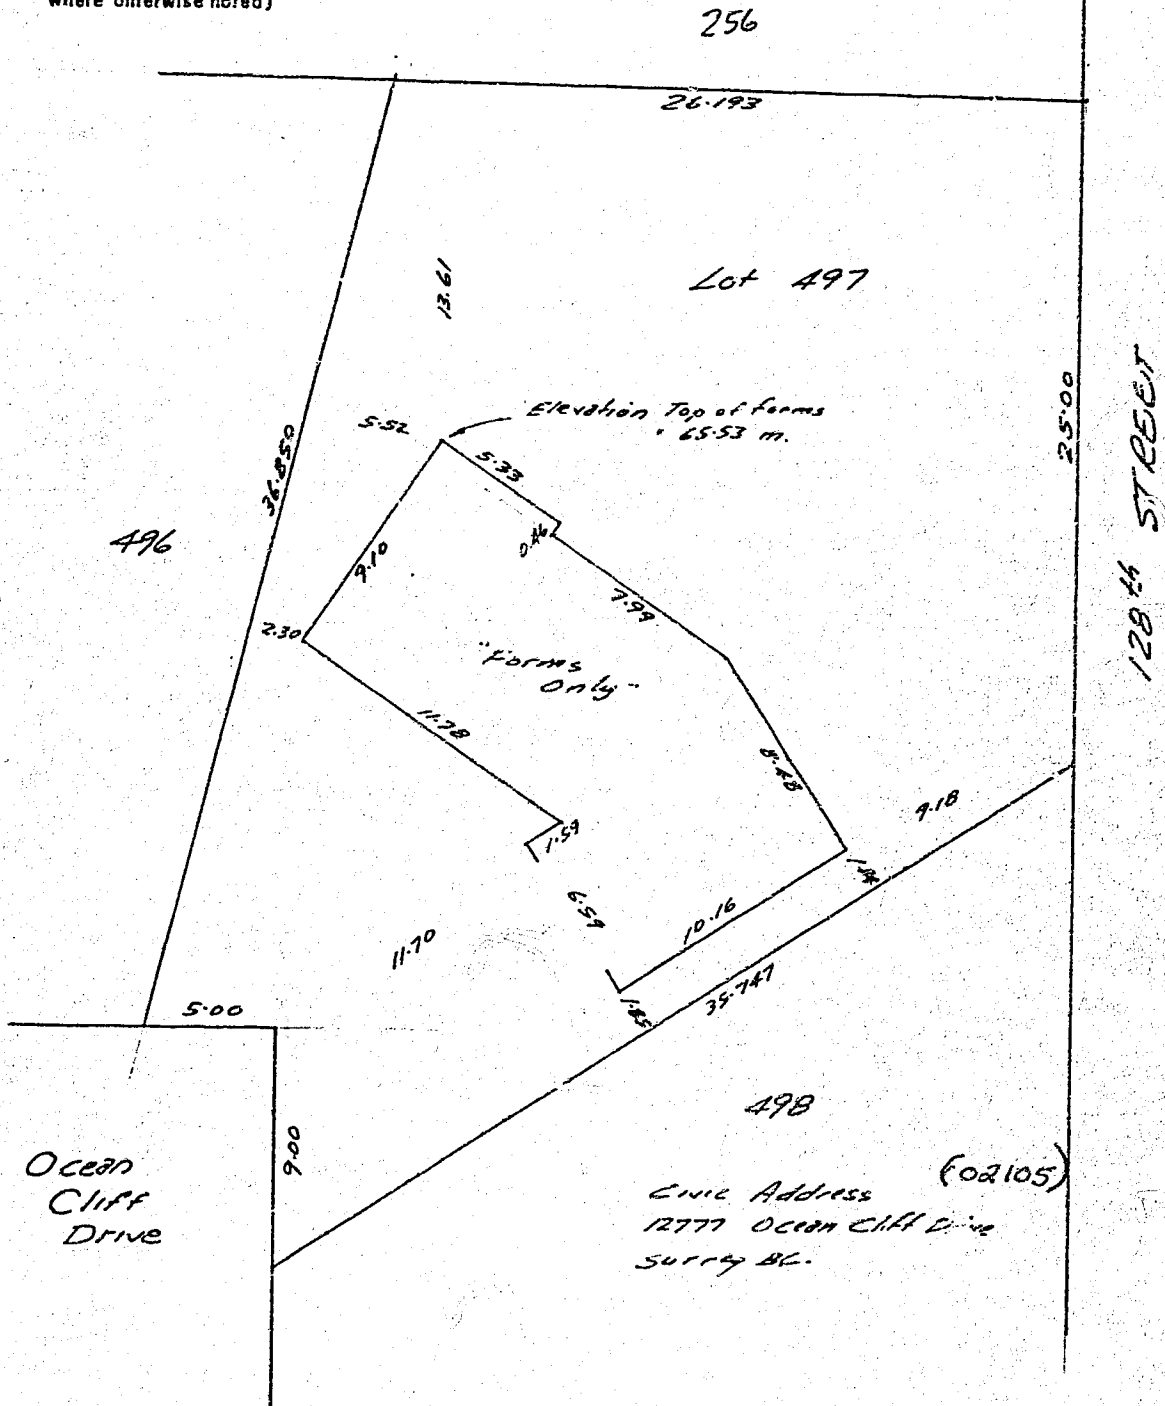 where otherwise noted)
256
26.193
Lot 497
13.61
Elevation Top of forms
= 65.53 m.
5.52
5.33
25.00
128th STREET
36.850
496
0.46
9.10
7.99
2.30
"Forms
Only"
11.78
8.48
9.18
1.59
6.59
10.16
11.70
35.747
1.85
5.00
498
9.00
Ocean
Cliff
Drive
(02105)
Civic Address
12777 Ocean Cliff Drive
Surrey BC.